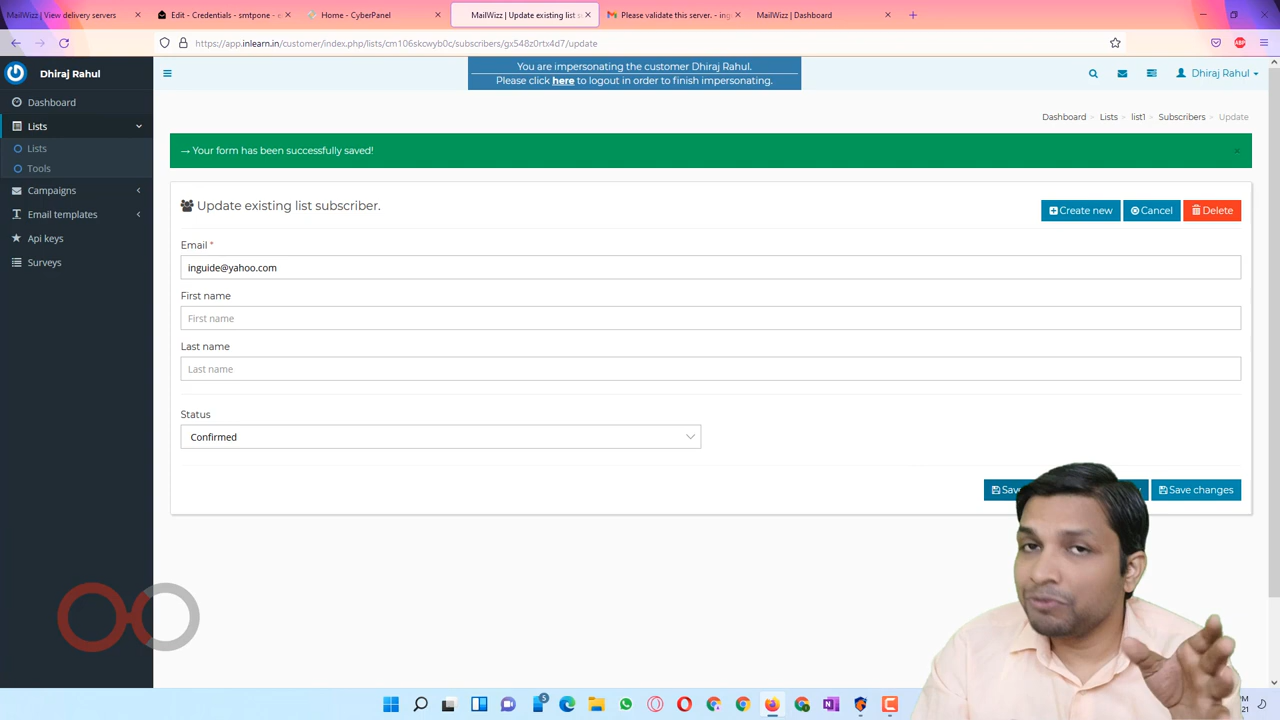 MailWizz | View delivery servers
Edit - Credentials - smtpone -
Home - CyberPanel
MailWizz | Update existing list s
Please validate this server. - ing
MailWizz | Dashboard
https://app.inlearn.in/customer/index.php/lists/cm106skcwyb0c/subscribers/gx548z0rtx4d7/update
Dhiraj Rahul
You are impersonating the customer Dhiraj Rahul.
Please click here to logout in order to finish impersonating.
Dhiraj Rahul
Dashboard
Lists
Lists
Tools
Campaigns
Email templates
Api keys
Surveys
Dashboard > Lists > list1 > Subscribers > Update
→ Your form has been successfully saved!
×
Update existing list subscriber.
Create new
Cancel
Delete
Email *
inguide@yahoo.com
First name
First name
Last name
Last name
Status
Confirmed
Save changes
5
ABP
21